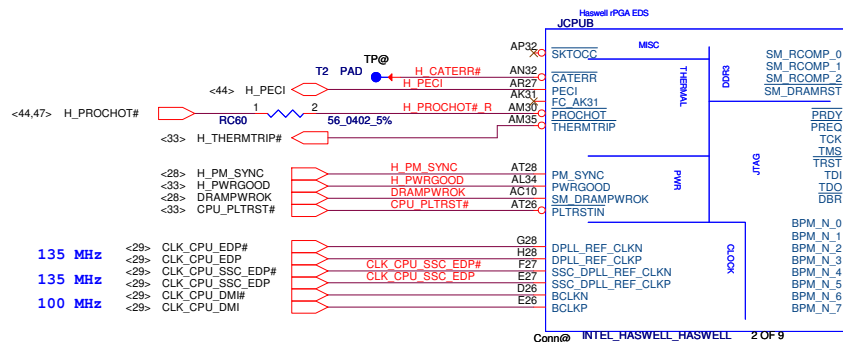 Haswell rPGA EDS
JCPUB
MISC
THERMAL
DDR3
JTAG
PWR
CLOCK
AP32 SKTOCC
TP@
T2 PAD H_CATERR# AN32 CATERR
<44> H_PECI H_PECI AR27 PECI
AK31 FC_AK31
<44,47> H_PROCHOT# 1 RC60 2 56_0402_5% H_PROCHOT#_R AM30 PROCHOT
<33> H_THERMTRIP# AM35 THERMTRIP
<28> H_PM_SYNC H_PM_SYNC AT28 PM_SYNC
<33> H_PWRGOOD H_PWRGOOD AL34 PWRGOOD
<28> DRAMPWROK DRAMPWROK AC10 SM_DRAMPWROK
<33> CPU_PLTRST# CPU_PLTRST# AT26 PLTRSTIN
135 MHz
<29> CLK_CPU_EDP# G28 DPLL_REF_CLKN
<29> CLK_CPU_EDP H28 DPLL_REF_CLKP
135 MHz
<29> CLK_CPU_SSC_EDP# CLK_CPU_SSC_EDP# F27 SSC_DPLL_REF_CLKN
<29> CLK_CPU_SSC_EDP CLK_CPU_SSC_EDP E27 SSC_DPLL_REF_CLKP
100 MHz
<29> CLK_CPU_DMI# D26 BCLKN
<29> CLK_CPU_DMI E26 BCLKP
SM_RCOMP_0
SM_RCOMP_1
SM_RCOMP_2
SM_DRAMRST
PRDY
PREQ
TCK
TMS
TRST
TDI
TDO
DBR
BPM_N_0
BPM_N_1
BPM_N_2
BPM_N_3
BPM_N_4
BPM_N_5
BPM_N_6
BPM_N_7
Conn@ INTEL_HASWELL_HASWELL 2 OF 9